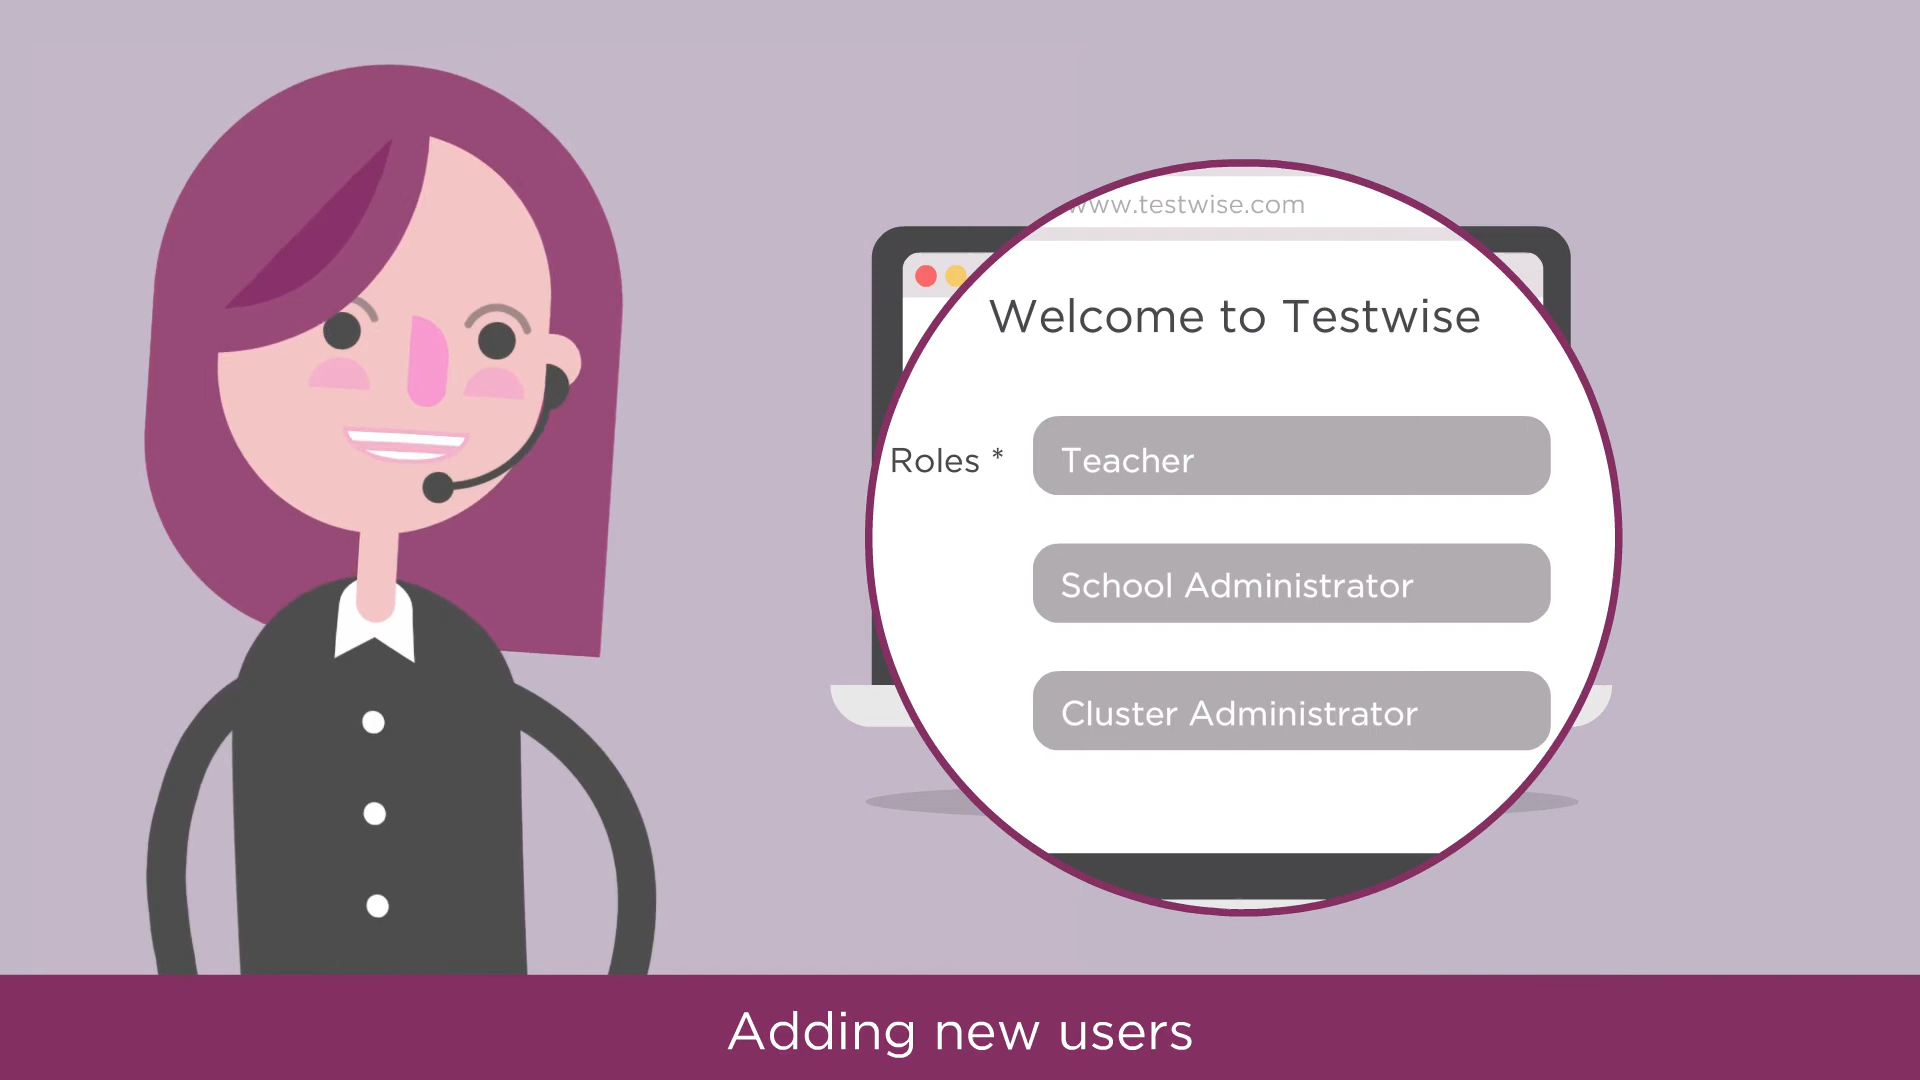 www.testwise.com
Welcome to Testwise
Roles *
Teacher
School Administrator
Cluster Administrator
Adding new users